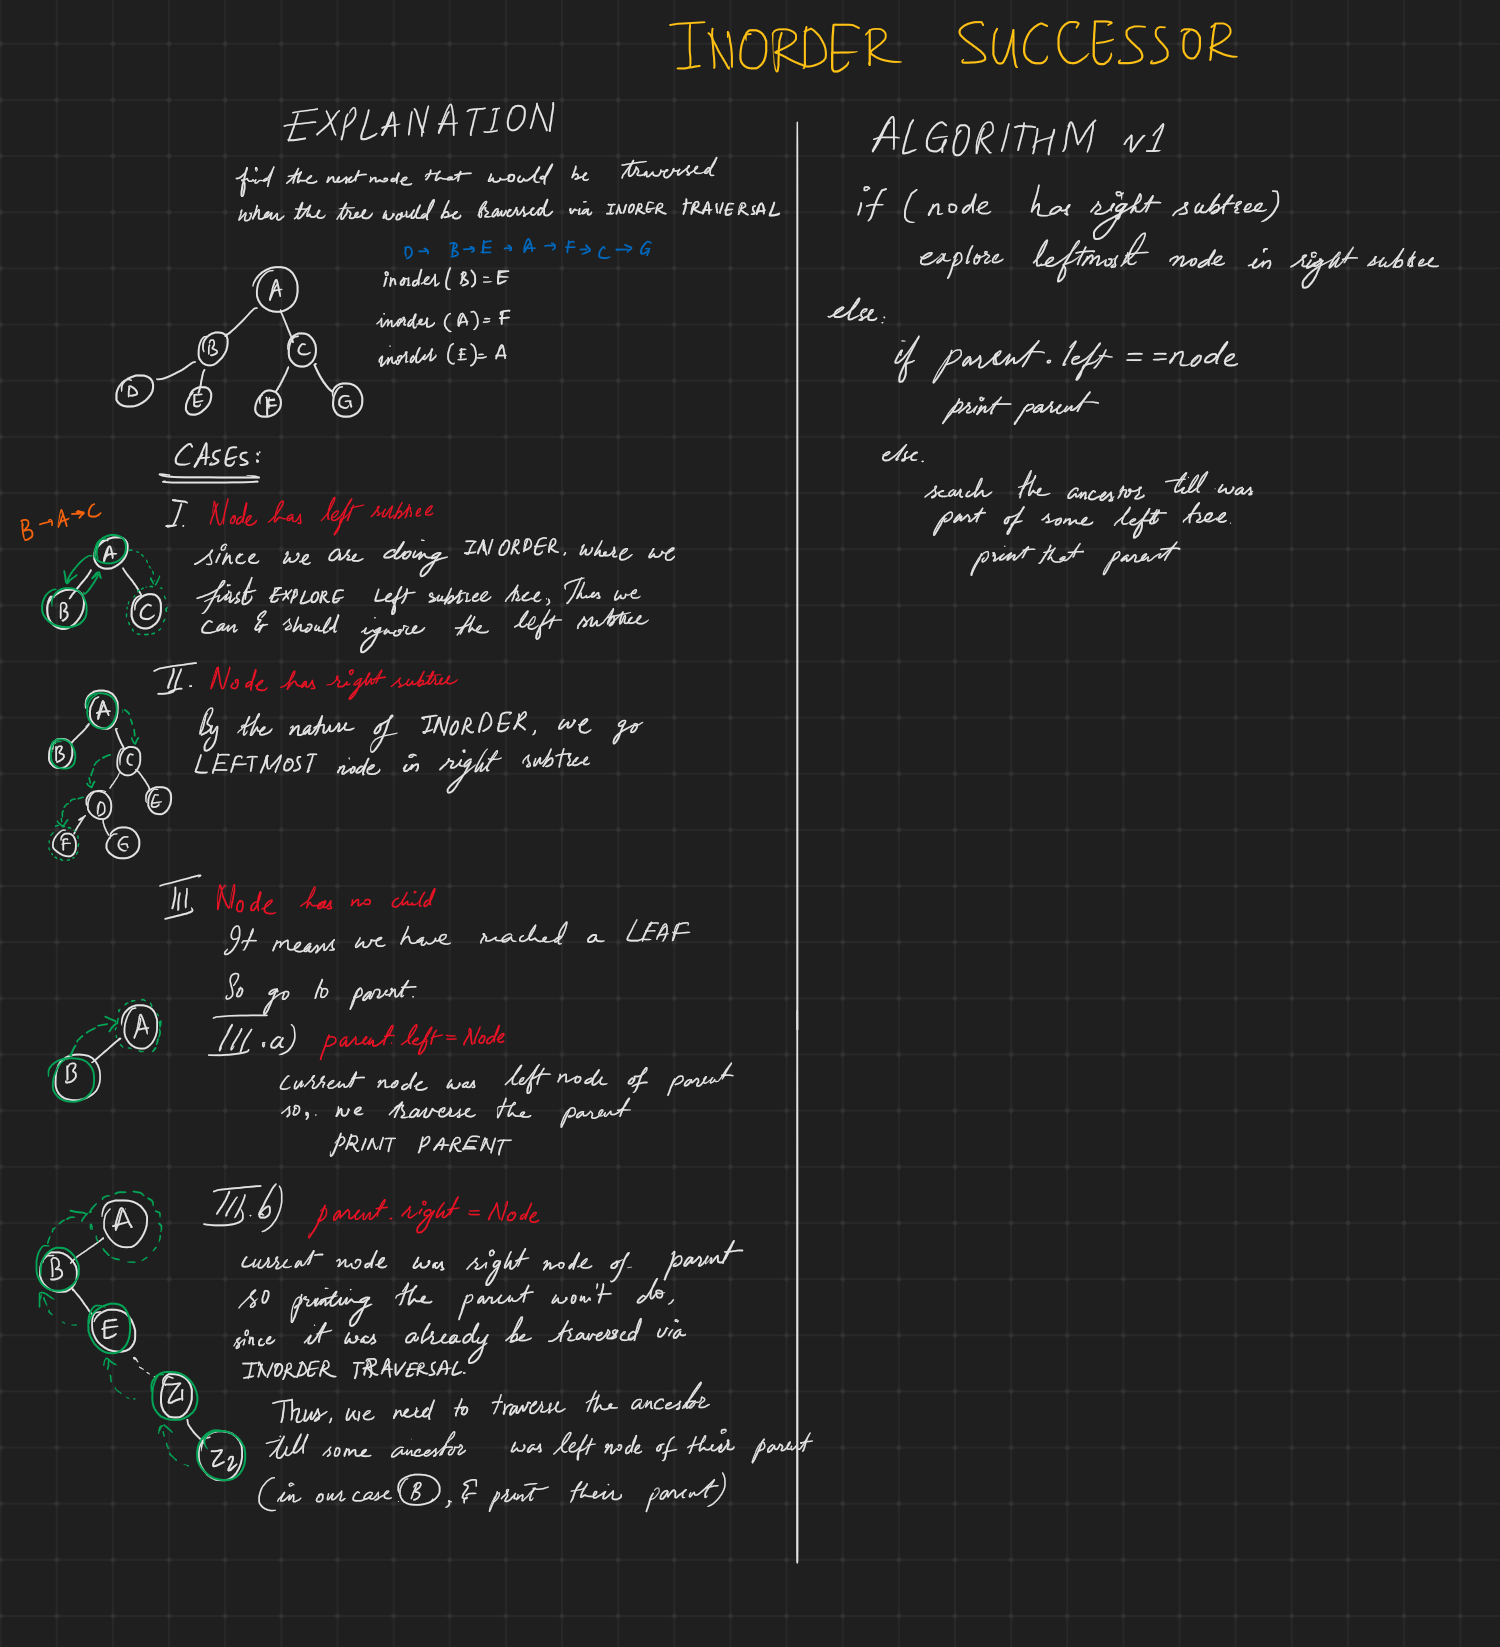 INORDER SUCCESSOR
EXPLANATION
find the next node that would be traversed
when the tree would be traversed via INORER TRAVERSAL
D → B → E → A → F → C → G
inorder (B) = E
inorder (A) = F
inorder (E) = A
A
B
C
D
E
F
G
CASES:
I. Node has left subtree
B → A → C
since we are doing INORDER, where we
first EXPLORE left subtree tree, Thus we
can & should ignore the left subtree
A
B
C
II. Node has right subtree
By the nature of INORDER, we go
LEFTMOST node in right subtree
A
B
C
D
E
F
G
III Node has no child
It means we have reached a LEAF
So go to parent.
A
B
III.a) parent.left = Node
current node was left node of parent
so, we traverse the parent
PRINT PARENT
III.b) parent.right = Node
current node was right node of parent
so printing the parent won't do,
since it was already be traversed via
INORDER TRAVERSAL.
Thus, we need to traverse the ancestor
till some ancestor was left node of their parent
(in our case B, & print their parent)
A
B
E
Z1
Z2
ALGORITHM v1
if (node has right subtree)
explore leftmost node in right subtree
else:
if parent.left == node
print parent
else.
search the ancestor till was
part of some left tree.
print that parent